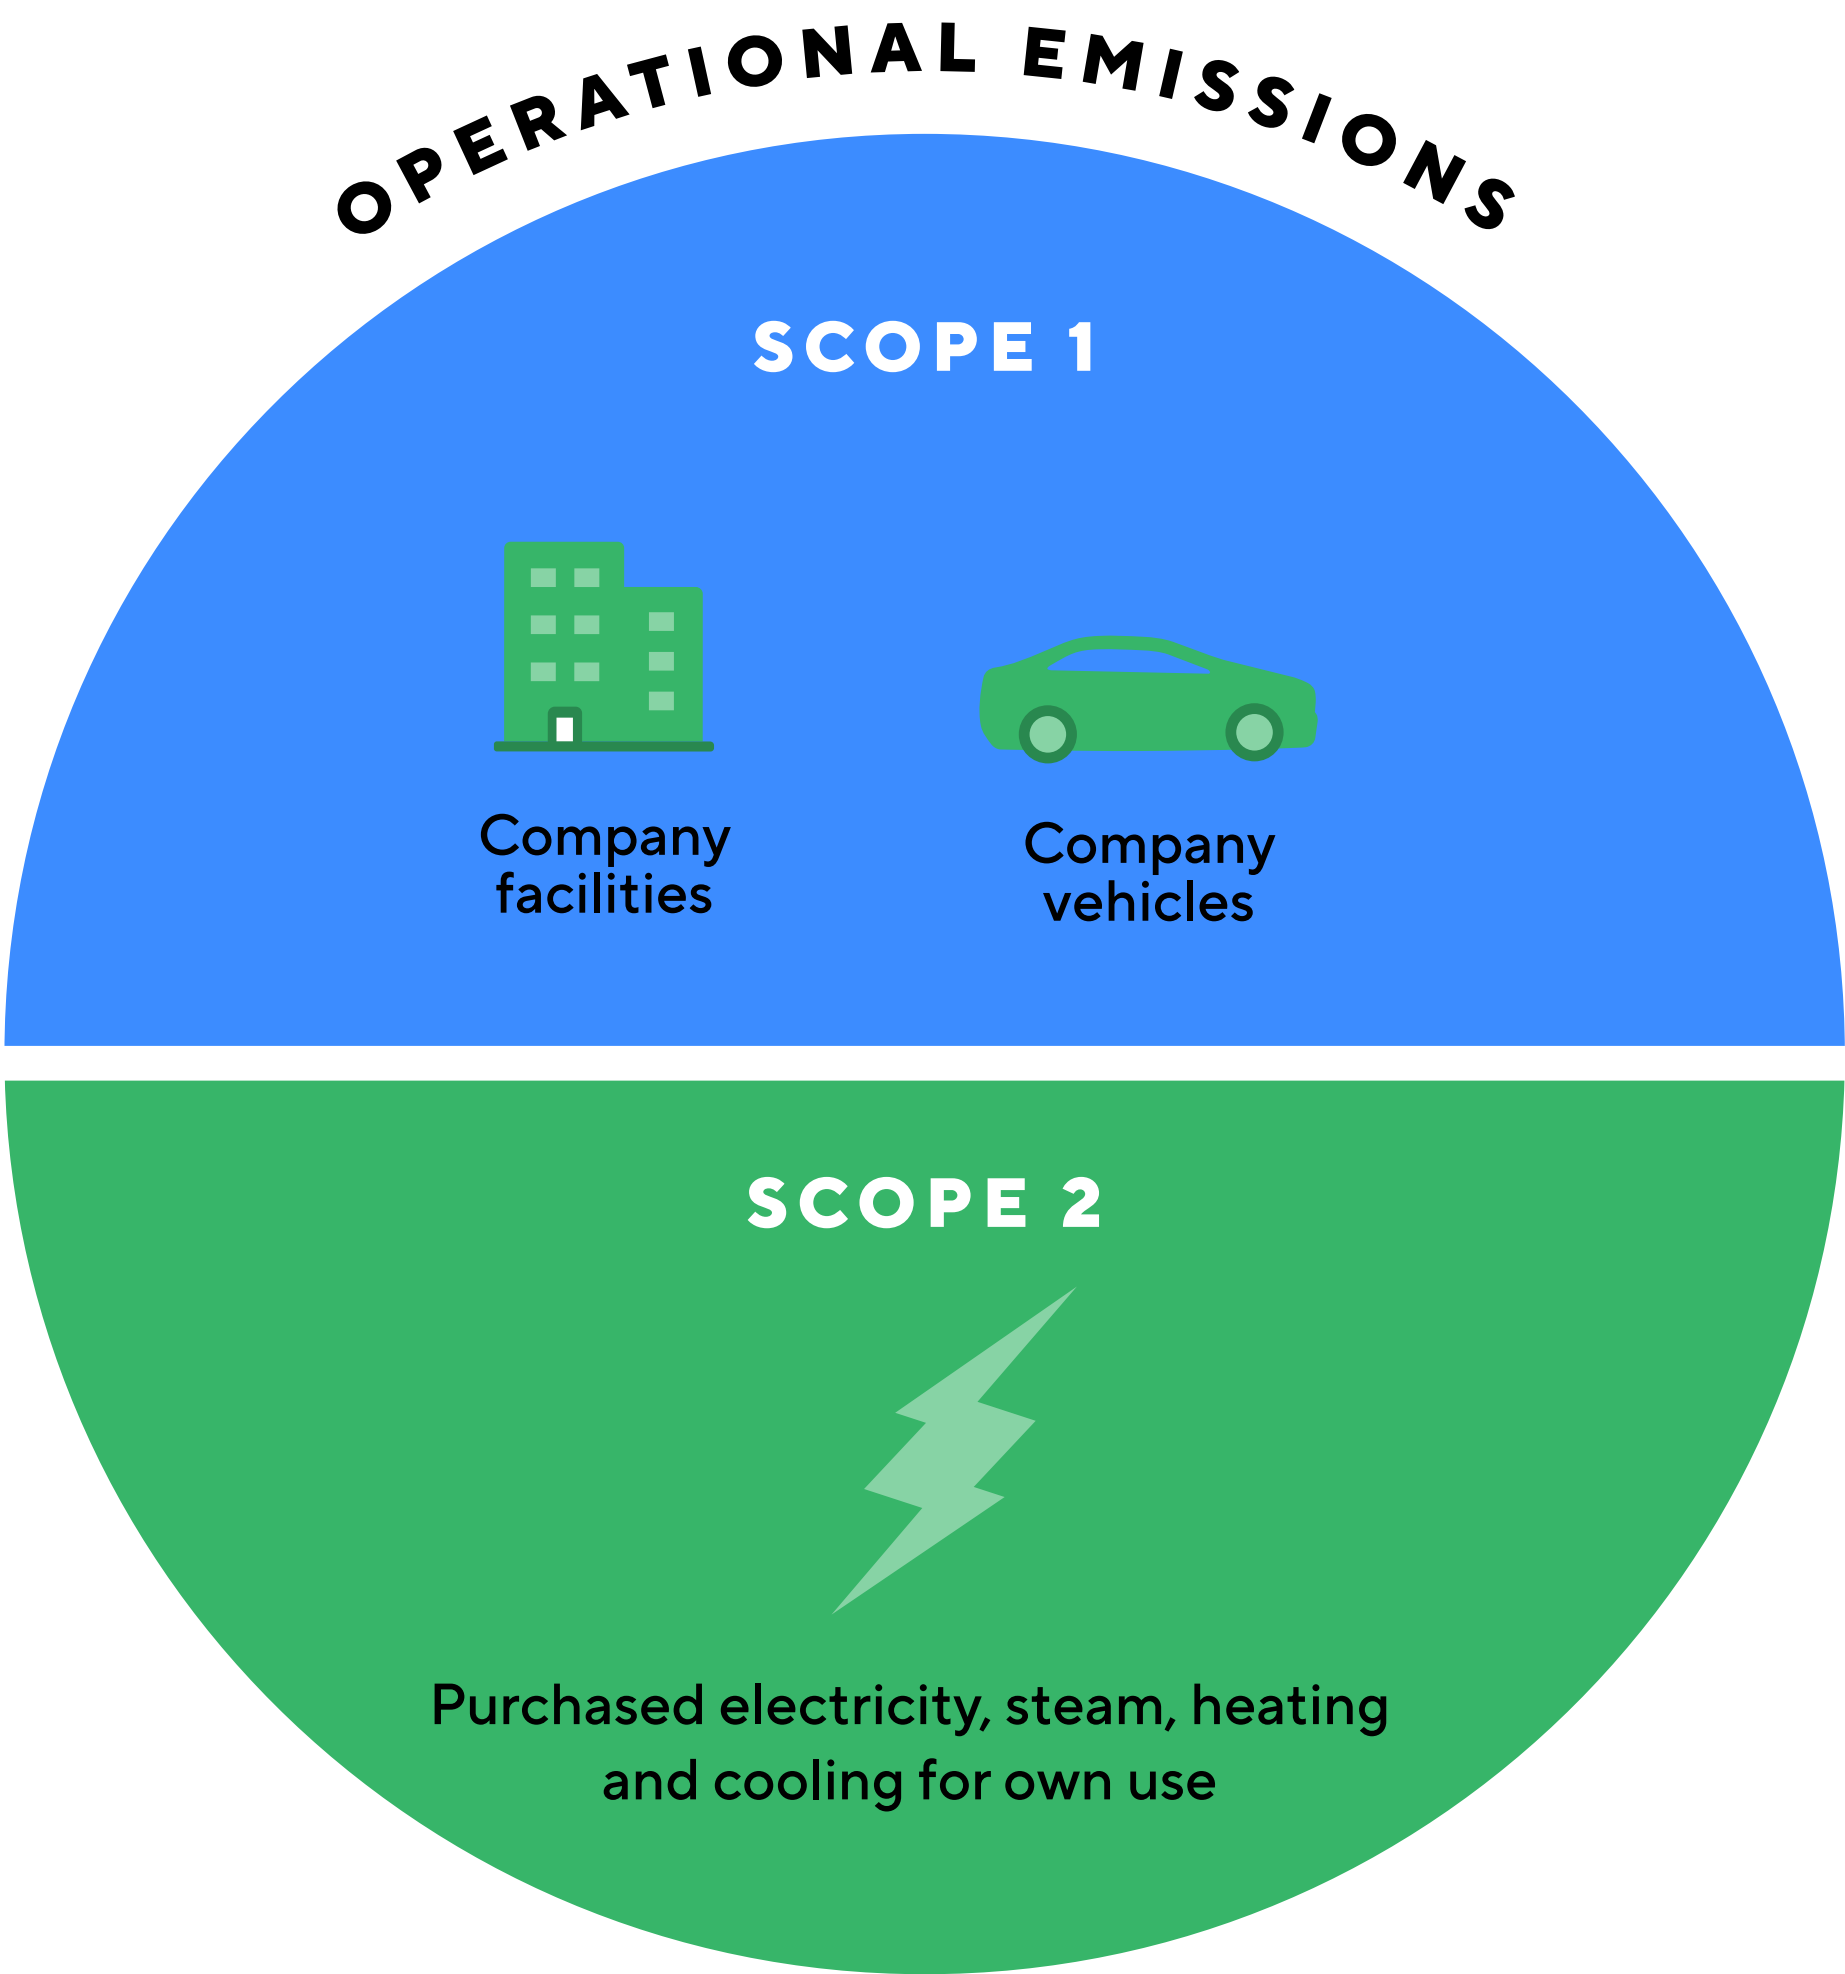 OPERATIONAL EMISSIONS
SCOPE 1
Company
facilities
Company
vehicles
SCOPE 2
Purchased electricity, steam, heating
and cooling for own use